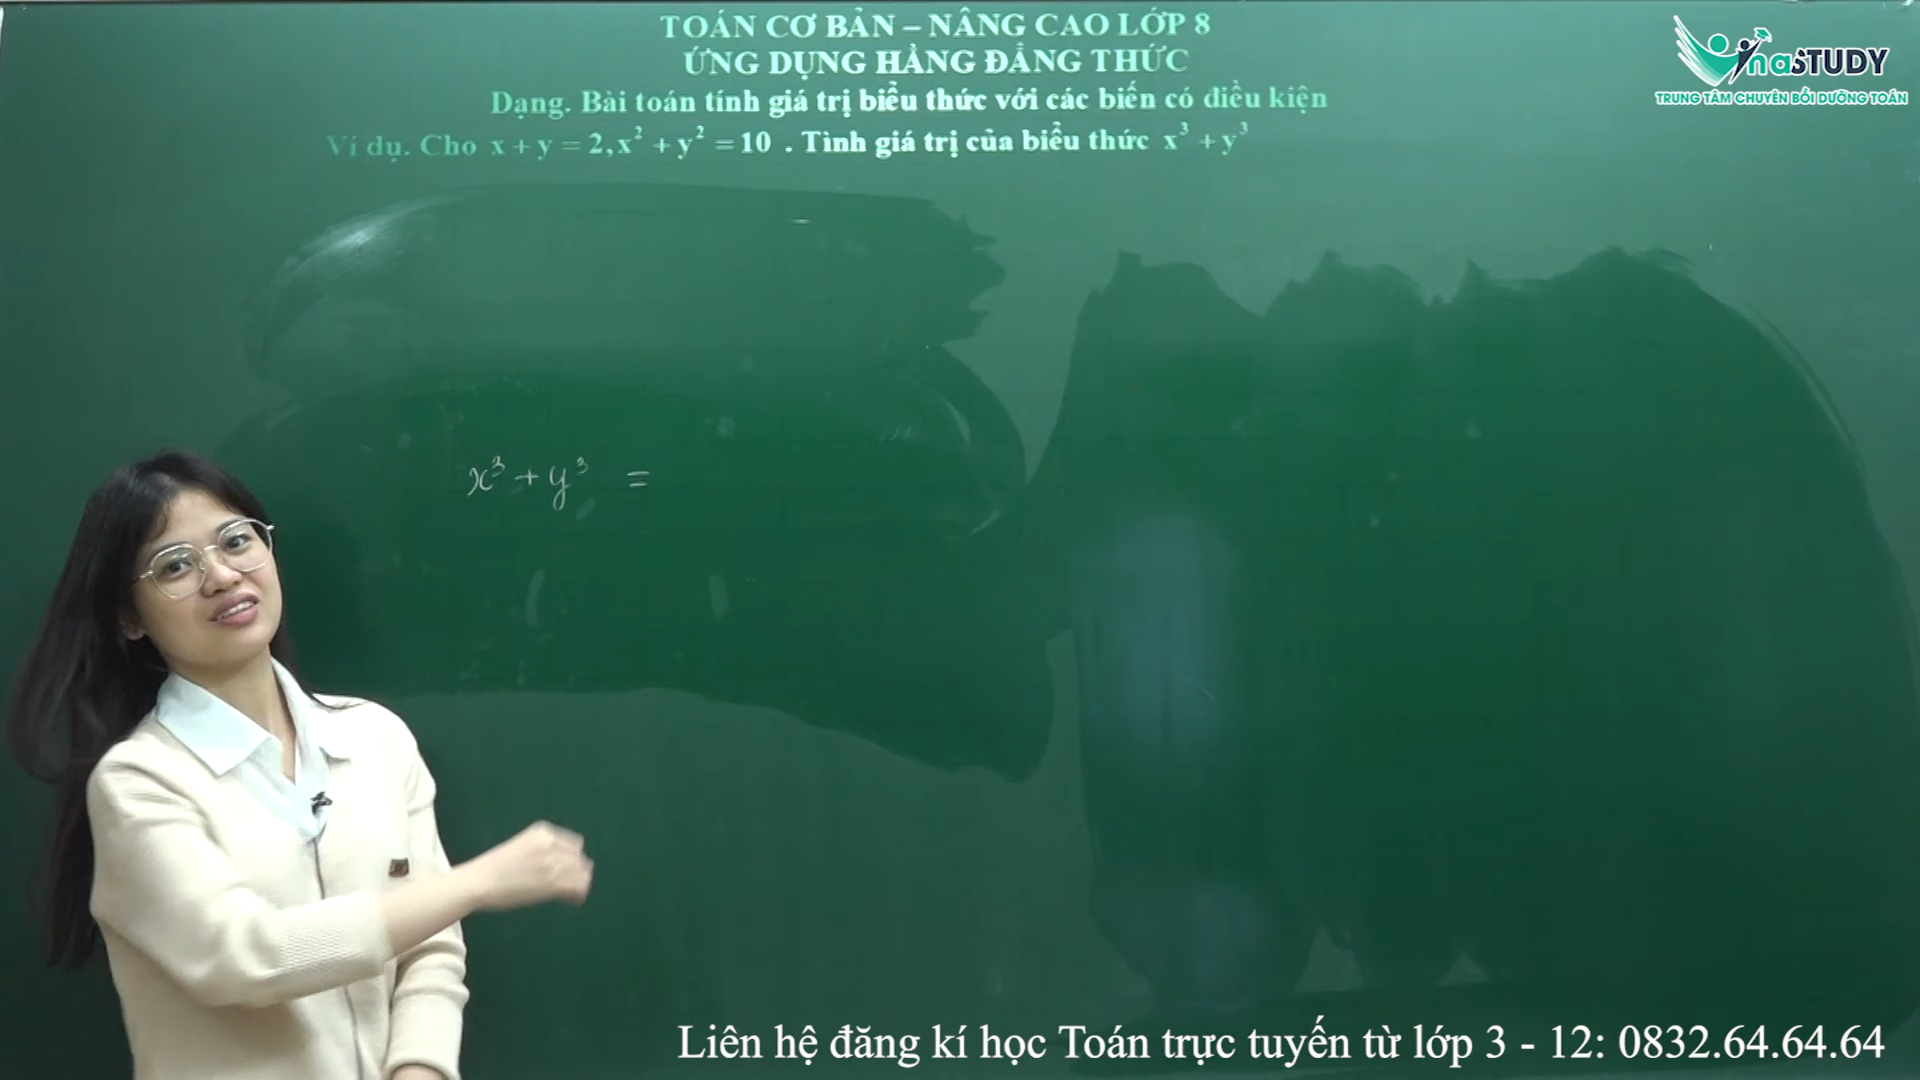 TOÁN CƠ BẢN – NÂNG CAO LỚP 8
ỨNG DỤNG HẰNG ĐẲNG THỨC
Dạng. Bài toán tính giá trị biểu thức với các biến có điều kiện
Ví dụ. Cho x + y = 2, x² + y² = 10 . Tình giá trị của biểu thức x³ + y³
VinaSTUDY
TRUNG TÂM CHUYÊN BỒI DƯỠNG TOÁN
x³ + y³ =
Liên hệ đăng kí học Toán trực tuyến từ lớp 3 - 12: 0832.64.64.64